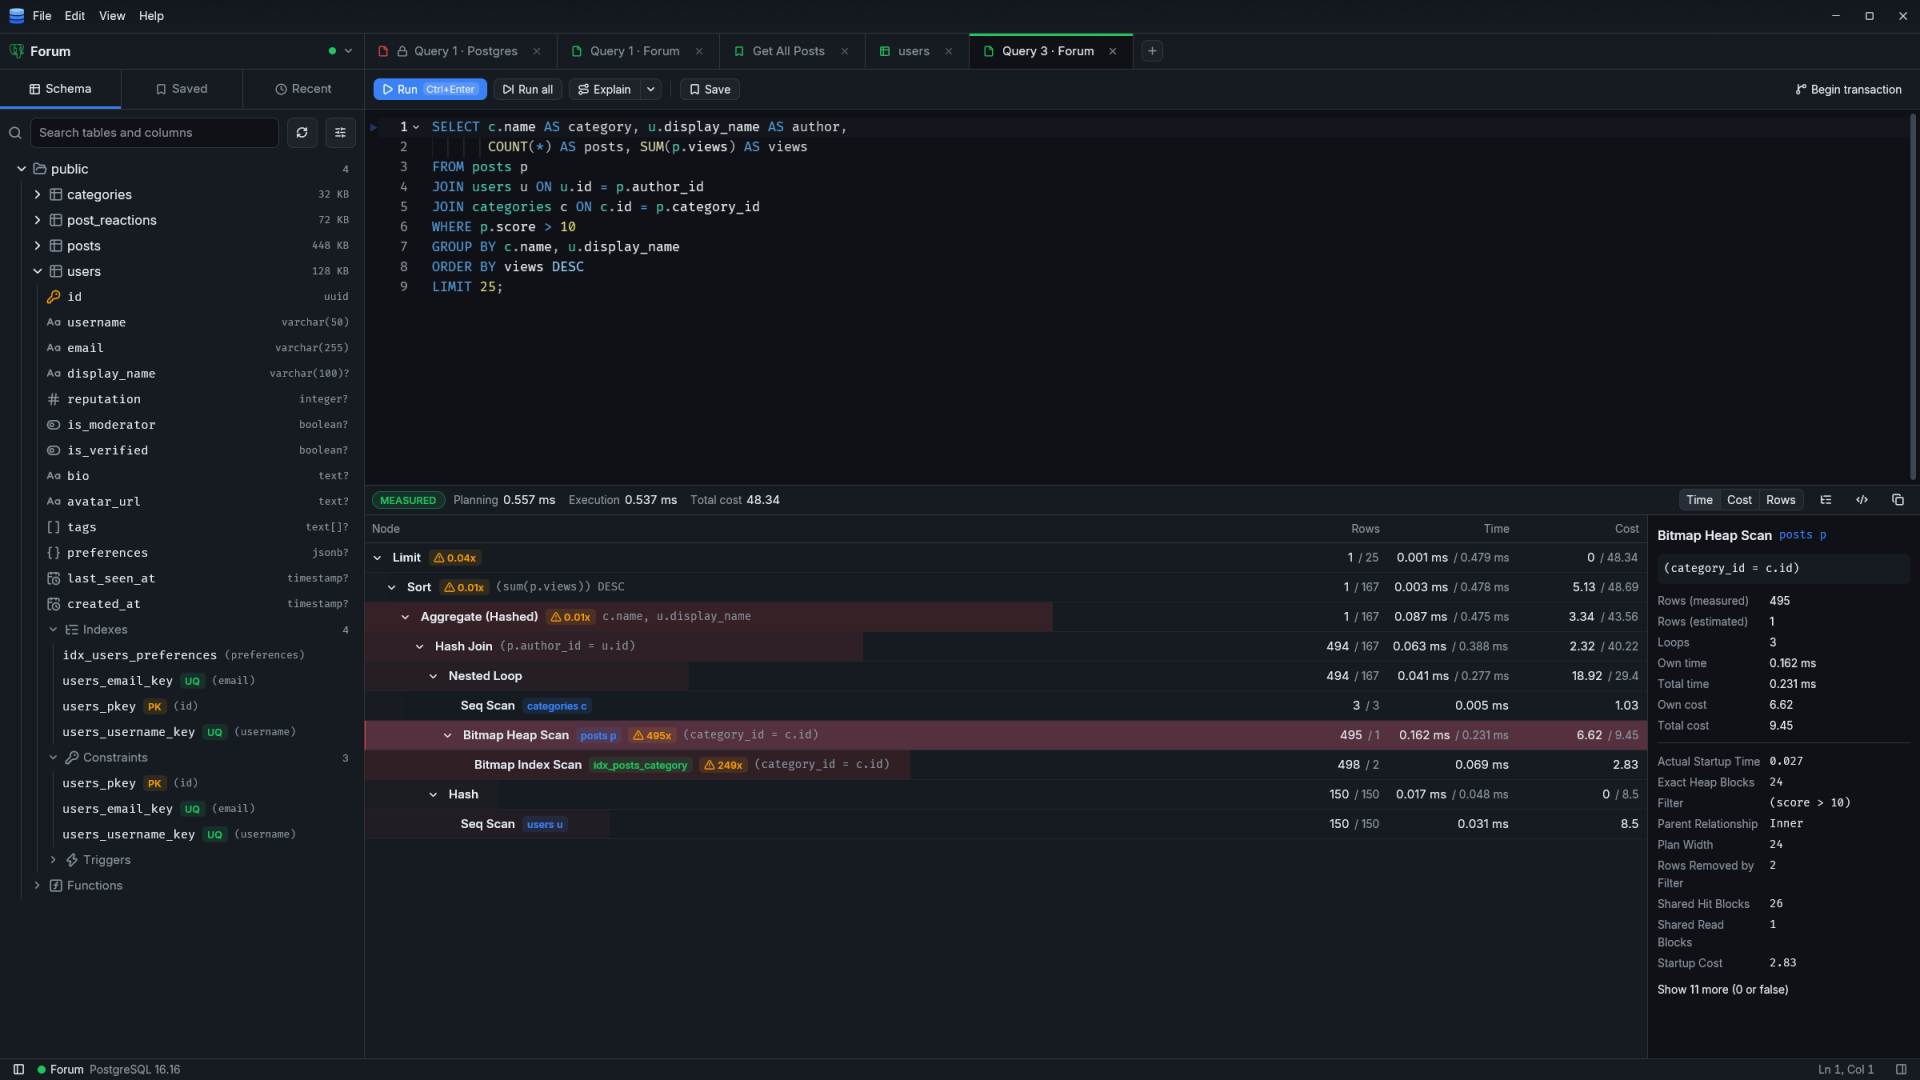 File Edit View Help
Forum
Query 1 · Postgres
Query 1 · Forum
Get All Posts
users
Query 3 · Forum
Schema
Saved
Recent
Run Ctrl+Enter
Run all
Explain
Save
Begin transaction
Search tables and columns
public 4
categories 32 KB
post_reactions 72 KB
posts 448 KB
users 128 KB
id uuid
Aa username varchar(50)
Aa email varchar(255)
Aa display_name varchar(100)?
reputation integer?
is_moderator boolean?
is_verified boolean?
Aa bio text?
Aa avatar_url text?
[] tags text[]?
{} preferences jsonb?
last_seen_at timestamp?
created_at timestamp?
Indexes 4
idx_users_preferences (preferences)
users_email_key UQ (email)
users_pkey PK (id)
users_username_key UQ (username)
Constraints 3
users_pkey PK (id)
users_email_key UQ (email)
users_username_key UQ (username)
Triggers
Functions
1 SELECT c.name AS category, u.display_name AS author,
2 COUNT(*) AS posts, SUM(p.views) AS views
3 FROM posts p
4 JOIN users u ON u.id = p.author_id
5 JOIN categories c ON c.id = p.category_id
6 WHERE p.score > 10
7 GROUP BY c.name, u.display_name
8 ORDER BY views DESC
9 LIMIT 25;
MEASURED Planning 0.557 ms Execution 0.537 ms Total cost 48.34
Time Cost Rows
Node Rows Time Cost
Limit 0.04x 1 / 25 0.001 ms / 0.479 ms 0 / 48.34
Sort 0.01x (sum(p.views)) DESC 1 / 167 0.003 ms / 0.478 ms 5.13 / 48.69
Aggregate (Hashed) 0.01x c.name, u.display_name 1 / 167 0.087 ms / 0.475 ms 3.34 / 43.56
Hash Join (p.author_id = u.id) 494 / 167 0.063 ms / 0.388 ms 2.32 / 40.22
Nested Loop 494 / 167 0.041 ms / 0.277 ms 18.92 / 29.4
Seq Scan categories c 3 / 3 0.005 ms 1.03
Bitmap Heap Scan posts p 495x (category_id = c.id) 495 / 1 0.162 ms / 0.231 ms 6.62 / 9.45
Bitmap Index Scan idx_posts_category 249x (category_id = c.id) 498 / 2 0.069 ms 2.83
Hash 150 / 150 0.017 ms / 0.048 ms 0 / 8.5
Seq Scan users u 150 / 150 0.031 ms 8.5
Bitmap Heap Scan posts p
(category_id = c.id)
Rows (measured) 495
Rows (estimated) 1
Loops 3
Own time 0.162 ms
Total time 0.231 ms
Own cost 6.62
Total cost 9.45
Actual Startup Time 0.027
Exact Heap Blocks 24
Filter (score > 10)
Parent Relationship Inner
Plan Width 24
Rows Removed by 2
Filter
Shared Hit Blocks 26
Shared Read 1
Blocks
Startup Cost 2.83
Show 11 more (0 or false)
Forum PostgreSQL 16.16
Ln 1, Col 1